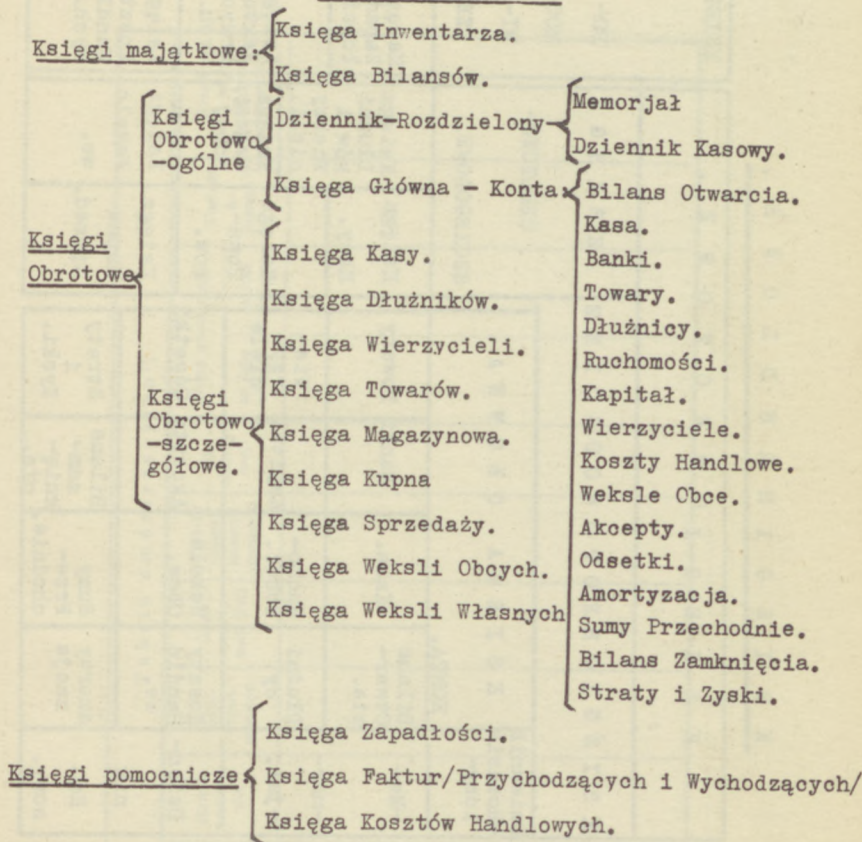 Księgi majątkowe:
Księga Inwentarza.
Księga Bilansów.
Księgi
Obrotowe
Księgi
Obrotowo
-ogólne
Dziennik-Rozdzielony
Memorjał
Dziennik Kasowy.
Księga Główna - Konta
Bilans Otwarcia.
Kasa.
Banki.
Towary.
Dłużnicy.
Ruchomości.
Kapitał.
Wierzyciele.
Koszty Handlowe.
Weksle Obce.
Akcepty.
Odsetki.
Amortyzacja.
Sumy Przechodnie.
Bilans Zamknięcia.
Straty i Zyski.
Księgi
Obrotowo
-szcze-
gółowe.
Księga Kasy.
Księga Dłużników.
Księga Wierzycieli.
Księga Towarów.
Księga Magazynowa.
Księga Kupna
Księga Sprzedaży.
Księga Weksli Obcych.
Księga Weksli Własnych
Księgi pomocnicze
Księga Zapadłości.
Księga Faktur/Przychodzących i Wychodzących/
Księga Kosztów Handlowych.